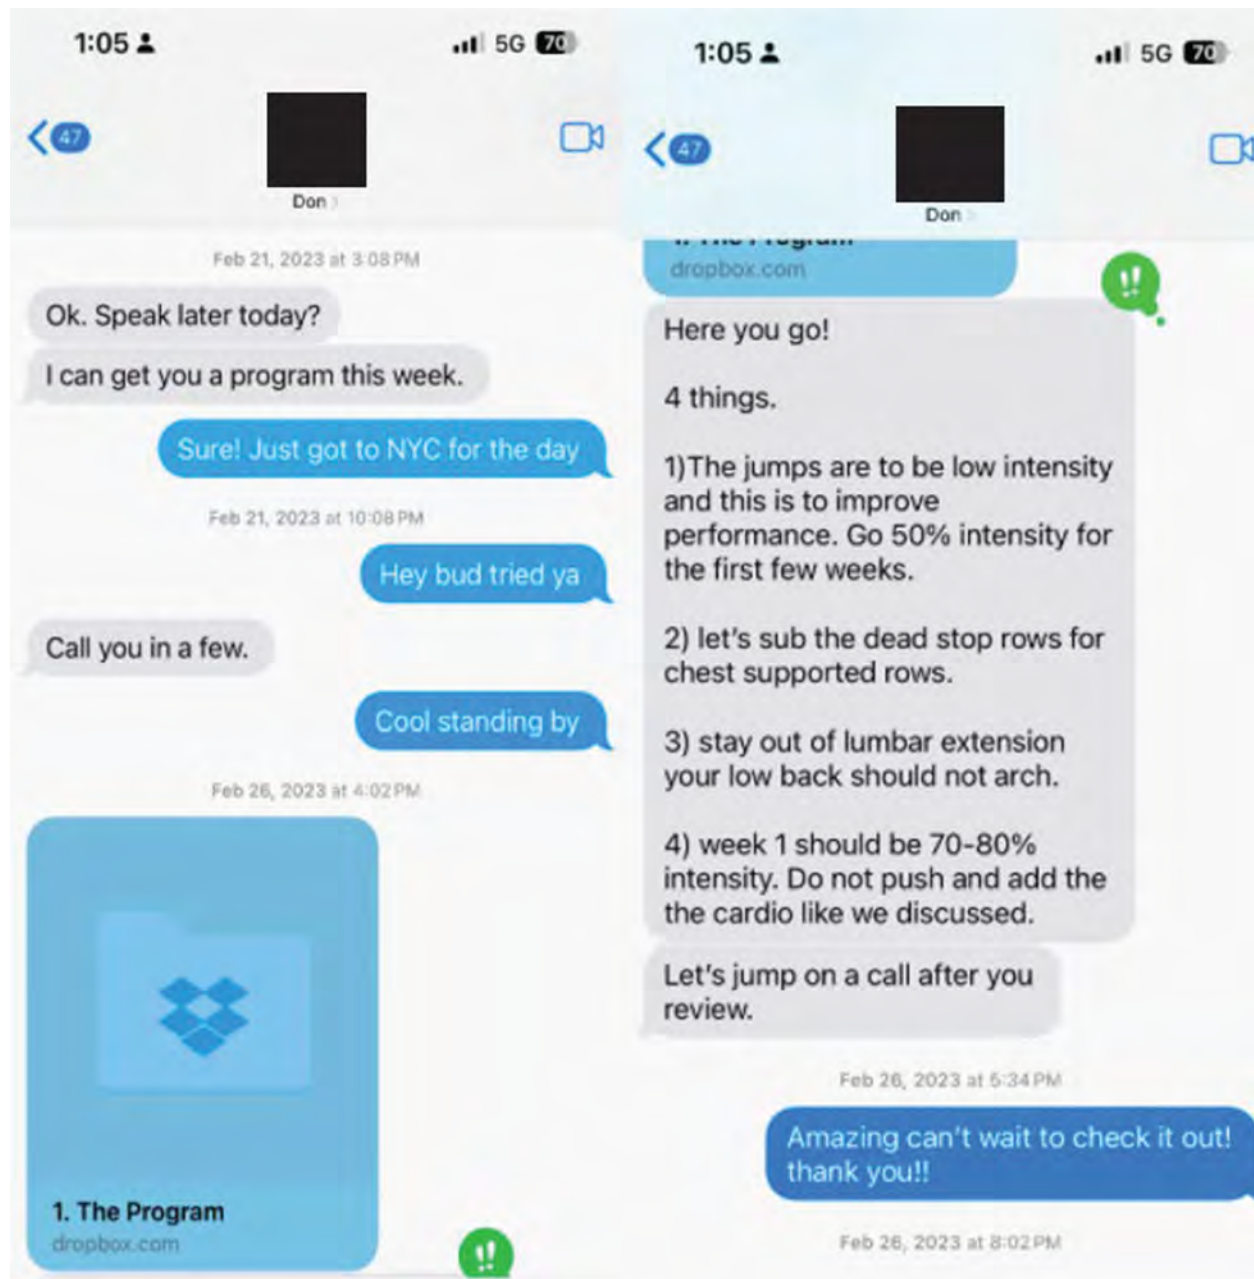 1:05
5G 70
47
Don
Feb 21, 2023 at 3:08 PM
Ok. Speak later today?
I can get you a program this week.
Sure! Just got to NYC for the day
Feb 21, 2023 at 10:08 PM
Hey bud tried ya
Call you in a few.
Cool standing by
Feb 26, 2023 at 4:02 PM
1. The Program
dropbox.com
!!
1:05
5G 70
47
Don
1. The Program
dropbox.com
!!
Here you go!
4 things.
1)The jumps are to be low intensity
and this is to improve
performance. Go 50% intensity for
the first few weeks.
2) let's sub the dead stop rows for
chest supported rows.
3) stay out of lumbar extension
your low back should not arch.
4) week 1 should be 70-80%
intensity. Do not push and add the
the cardio like we discussed.
Let's jump on a call after you
review.
Feb 26, 2023 at 5:34 PM
Amazing can't wait to check it out!
thank you!!
Feb 26, 2023 at 8:02 PM